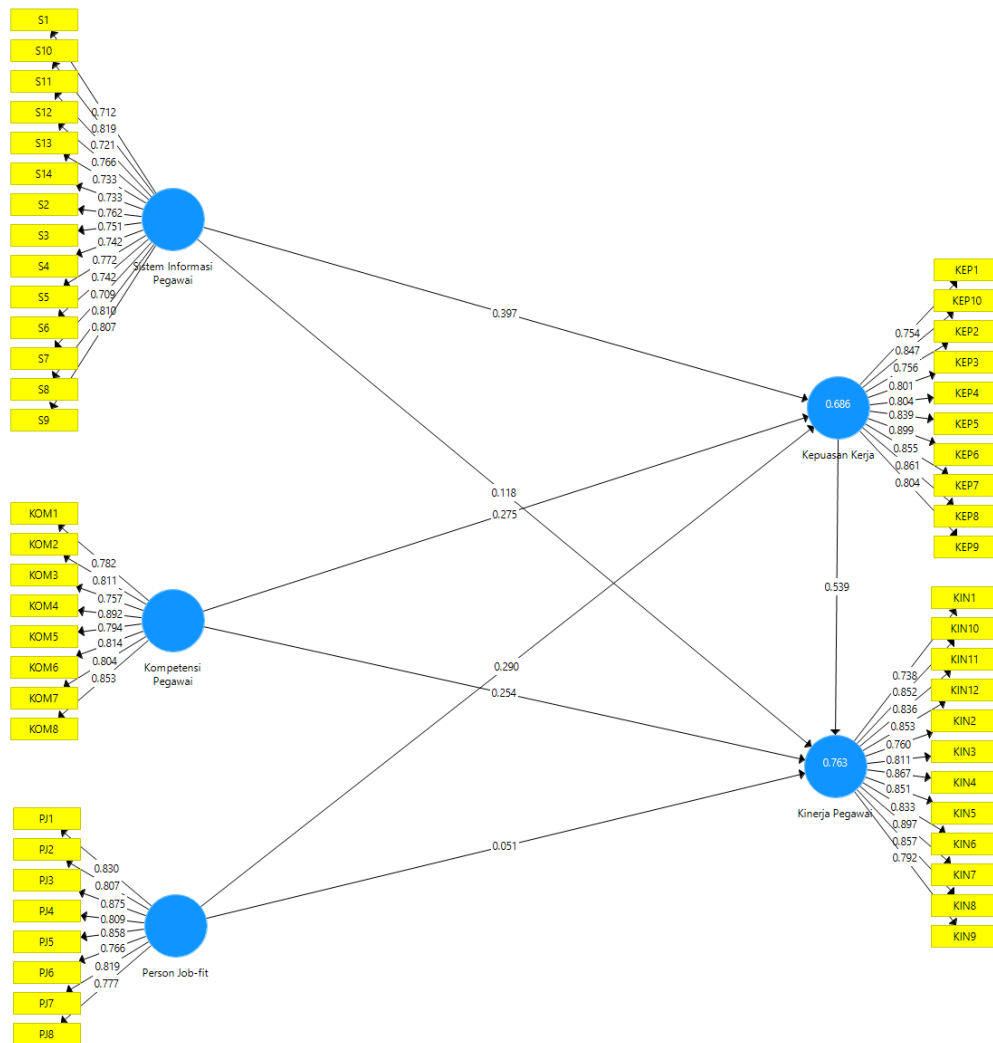 S1
S10
S11
S12
S13
S14
S2
S3
S4
S5
S6
S7
S8
S9
0.712
0.819
0.721
0.766
0.733
0.733
0.762
0.751
0.742
0.772
0.742
0.709
0.810
0.807
Sistem Informasi
Pegawai
KOM1
KOM2
KOM3
KOM4
KOM5
KOM6
KOM7
KOM8
0.782
0.811
0.757
0.892
0.794
0.814
0.804
0.853
Kompetensi
Pegawai
PJ1
PJ2
PJ3
PJ4
PJ5
PJ6
PJ7
PJ8
0.830
0.807
0.875
0.809
0.858
0.766
0.819
0.777
Person Job-fit
0.397
0.118
0.275
0.290
0.254
0.051
0.539
0.686
Kepuasan Kerja
0.754
0.847
0.756
0.801
0.804
0.839
0.899
0.855
0.861
0.804
KEP1
KEP10
KEP2
KEP3
KEP4
KEP5
KEP6
KEP7
KEP8
KEP9
0.763
Kinerja Pegawai
0.738
0.852
0.836
0.853
0.760
0.811
0.867
0.851
0.833
0.897
0.857
0.792
KIN1
KIN10
KIN11
KIN12
KIN2
KIN3
KIN4
KIN5
KIN6
KIN7
KIN8
KIN9